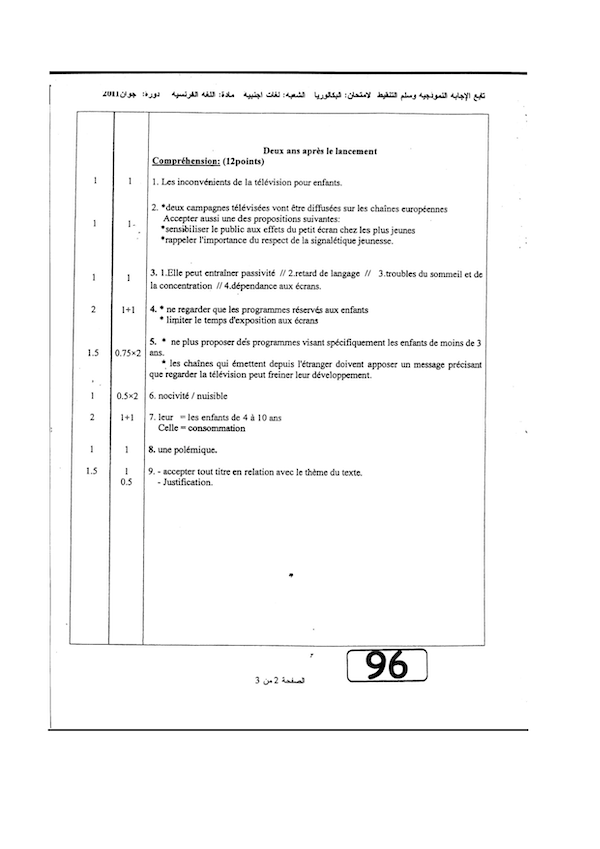 تابع الإجابة النموذجية وسلم التنقيط لامتحان: البكالوريا الشعبة: لغات اجنبية مادة: اللغة الفرنسية دورة: جوان 2011
Deux ans après le lancement
Compréhension: (12points)
1 1 1. Les inconvénients de la télévision pour enfants.
2. *deux campagnes télévisées vont être diffusées sur les chaînes européennes
Accepter aussi une des propositions suivantes:
1 1 *sensibiliser le public aux effets du petit écran chez les plus jeunes
*rappeler l'importance du respect de la signalétique jeunesse.
1 1 3. 1.Elle peut entraîner passivité // 2.retard de langage // 3.troubles du sommeil et de
la concentration // 4.dépendance aux écrans.
2 1+1 4. * ne regarder que les programmes réservés aux enfants
* limiter le temps d'exposition aux écrans
5. * ne plus proposer des programmes visant spécifiquement les enfants de moins de 3
1.5 0.75×2 ans.
* les chaînes qui émettent depuis l'étranger doivent apposer un message précisant
que regarder la télévision peut freiner leur développement.
1 0.5×2 6. nocivité / nuisible
2 1+1 7. leur = les enfants de 4 à 10 ans
Celle = consommation
1 1 8. une polémique.
1.5 1 9. - accepter tout titre en relation avec le thème du texte.
0.5 - Justification.
96
الصفحة 2 من 3